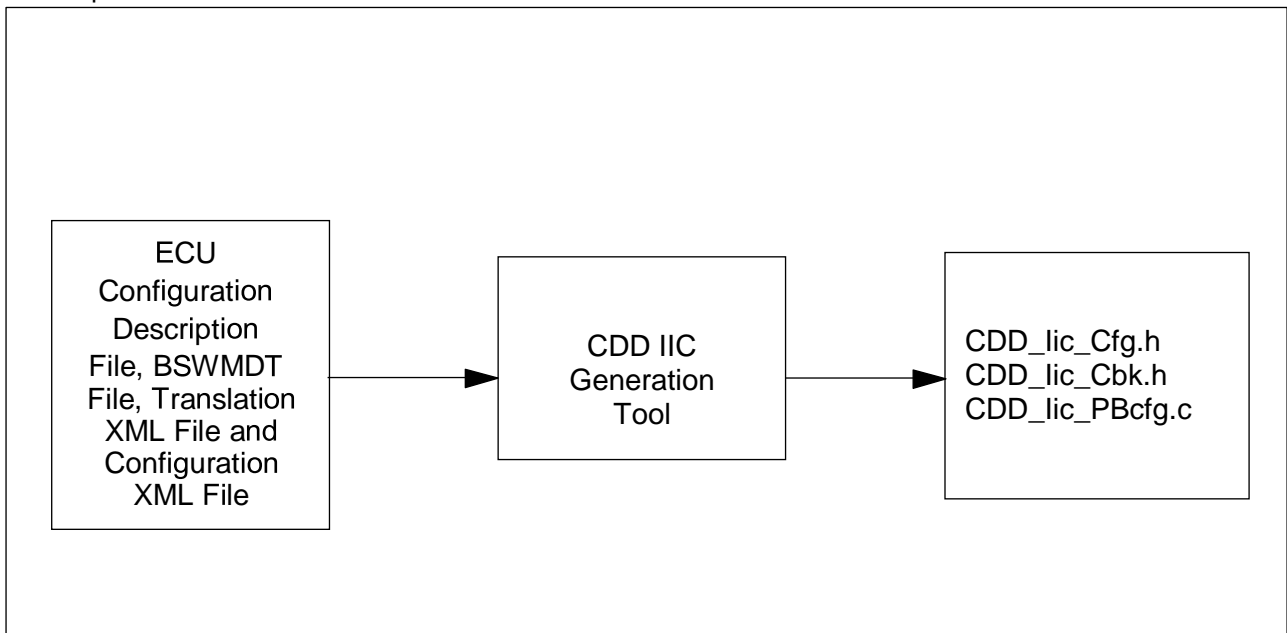 ECU
Configuration
Description
File, BSWMDT
File, Translation
XML File and
Configuration
XML File
CDD IIC
Generation
Tool
CDD_Iic_Cfg.h
CDD_Iic_Cbk.h
CDD_Iic_PBcfg.c